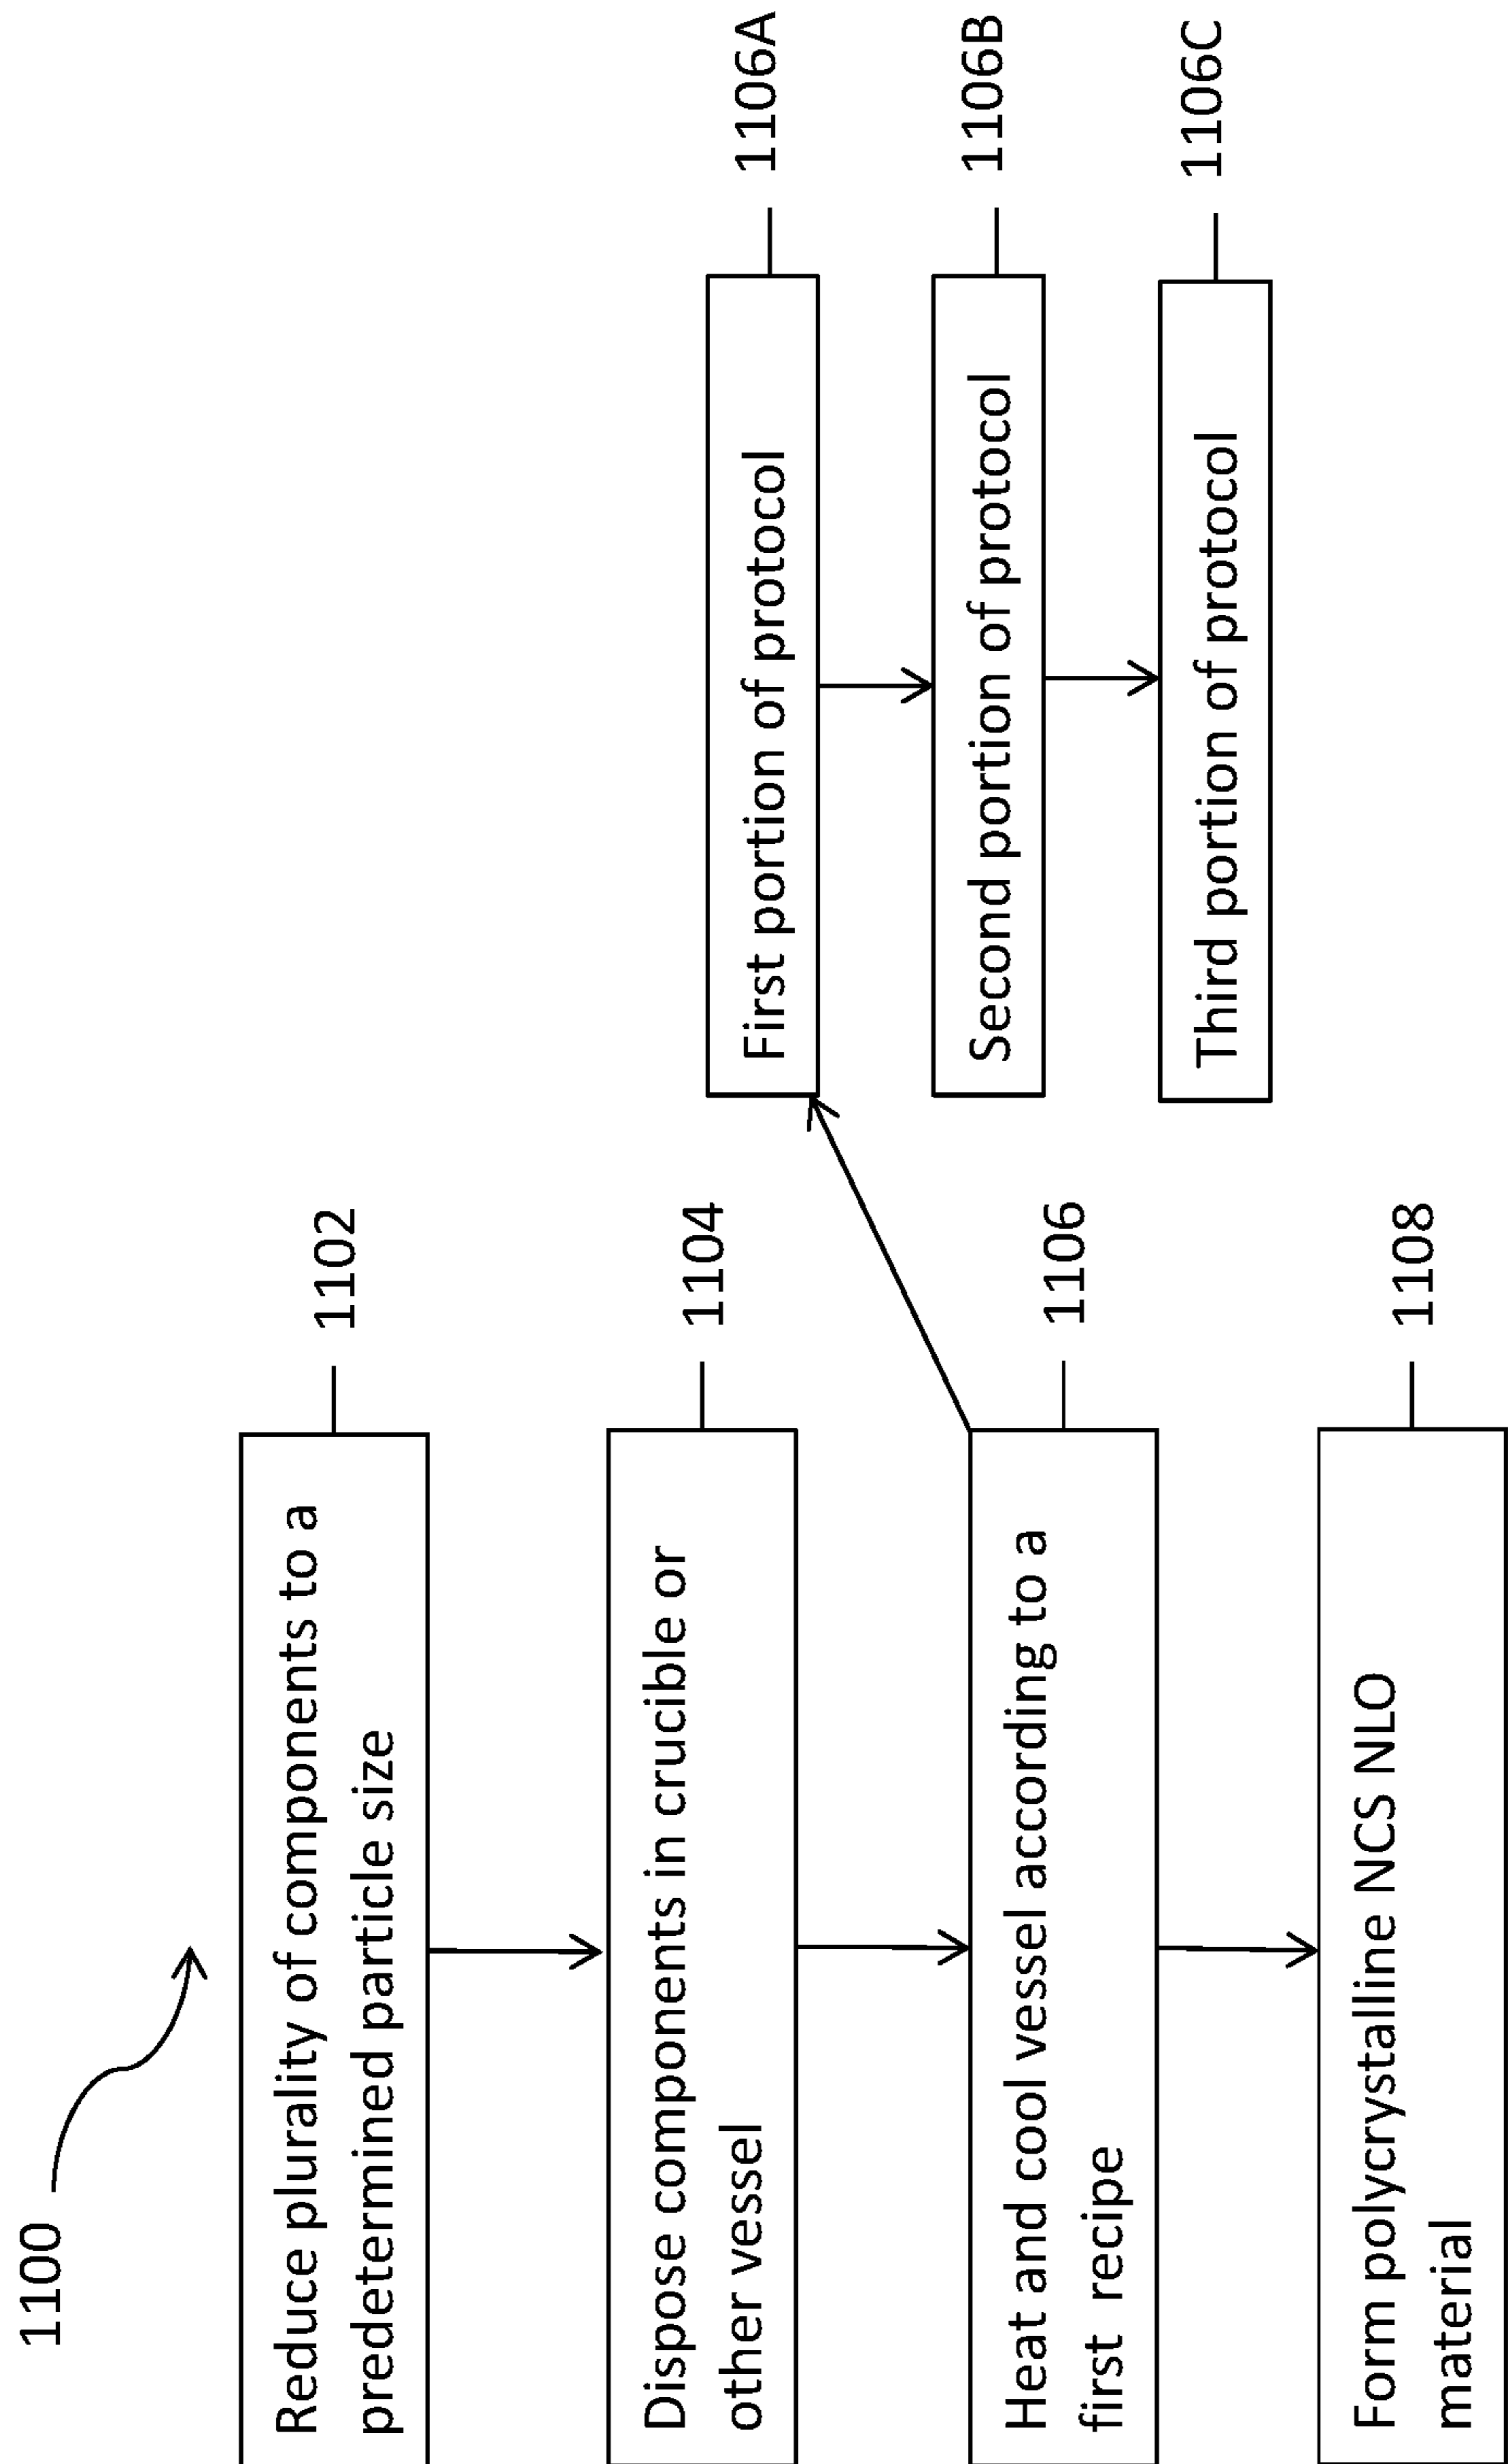 1100
Reduce plurality of components to a
predetermined particle size
1102
Dispose components in crucible or
other vessel
1104
Heat and cool vessel according to a
first recipe
1106
Form polycrystalline NCS NLO
material
1108
First portion of protocol
1106A
Second portion of protocol
1106B
Third portion of protocol
1106C